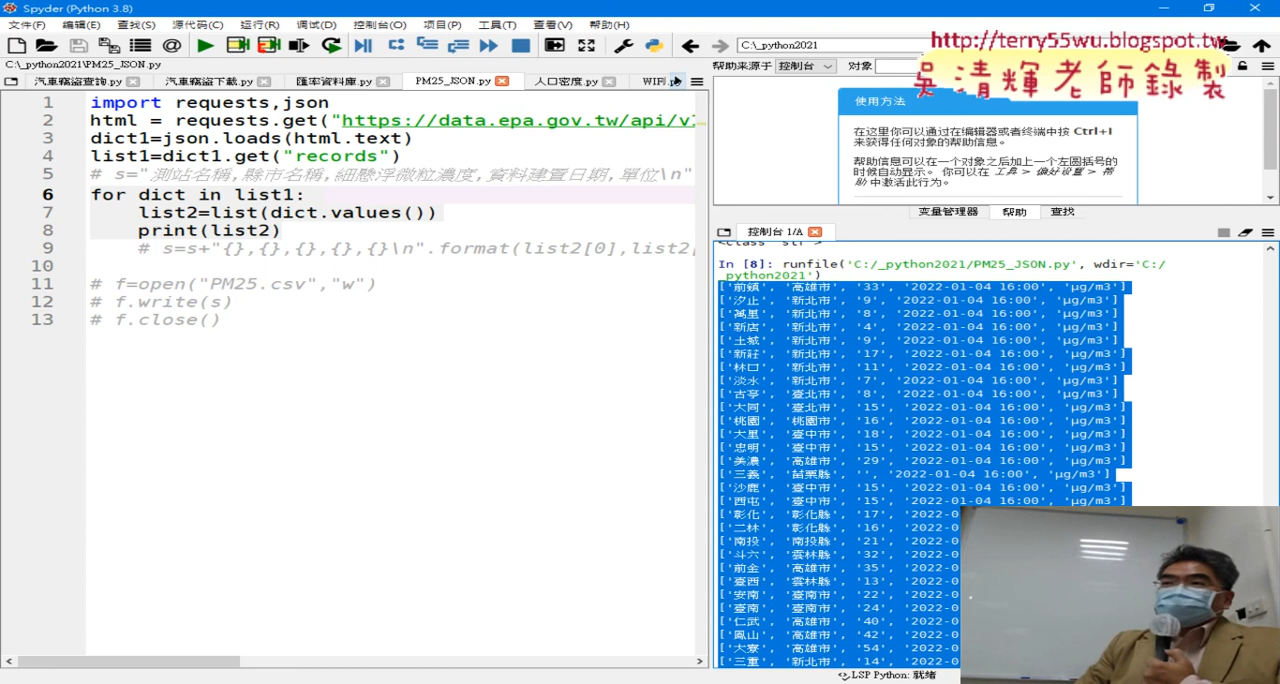 Spyder (Python 3.8)
文件(F) 编辑(E) 查找(S) 源代码(C) 运行(R) 调试(D) 控制台(O) 项目(P) 工具(T) 查看(V) 帮助(H)
C:\_python2021
http://terry55wu.blogspot.tw
吳清輝老師錄製
C:\_python2021\PM25_JSON.py
帮助来源于 控制台 对象
汽車竊盜查詢.py 汽車竊盜下載.py 匯率資料庫.py PM25_JSON.py 人口密度.py WIFI.p
1 import requests,json
2 html = requests.get("https://data.epa.gov.tw/api/v
3 dict1=json.loads(html.text)
4 list1=dict1.get("records")
5 # s="測站名稱,縣市名稱,細懸浮微粒濃度,資料建置日期,單位\n"
6 for dict in list1:
7 list2=list(dict.values())
8 print(list2)
9 # s=s+"{},{},{},{},{}\n".format(list2[0],list2[
10
11 # f=open("PM25.csv","w")
12 # f.write(s)
13 # f.close()
使用方法
在这里你可以通过在编辑器或者终端中按 Ctrl+I
来获得任何对象的帮助信息。
帮助信息可以在一个对象之后加上一个左圆括号的
时候自动显示。 你可以在 工具 > 偏好设置 > 帮
助 中激活此行为。
变量管理器 帮助 查找
控制台 1/A
<class 'str'>
In [8]: runfile('C:/_python2021/PM25_JSON.py', wdir='C:/
_python2021')
['前鎮', '高雄市', '33', '2022-01-04 16:00', 'μg/m3']
['汐止', '新北市', '9', '2022-01-04 16:00', 'μg/m3']
['萬里', '新北市', '8', '2022-01-04 16:00', 'μg/m3']
['新店', '新北市', '4', '2022-01-04 16:00', 'μg/m3']
['土城', '新北市', '9', '2022-01-04 16:00', 'μg/m3']
['新莊', '新北市', '17', '2022-01-04 16:00', 'μg/m3']
['林口', '新北市', '11', '2022-01-04 16:00', 'μg/m3']
['淡水', '新北市', '7', '2022-01-04 16:00', 'μg/m3']
['古亭', '臺北市', '8', '2022-01-04 16:00', 'μg/m3']
['大同', '臺北市', '15', '2022-01-04 16:00', 'μg/m3']
['桃園', '桃園市', '16', '2022-01-04 16:00', 'μg/m3']
['大里', '臺中市', '18', '2022-01-04 16:00', 'μg/m3']
['忠明', '臺中市', '15', '2022-01-04 16:00', 'μg/m3']
['美濃', '高雄市', '29', '2022-01-04 16:00', 'μg/m3']
['三義', '苗栗縣', '', '2022-01-04 16:00', 'μg/m3']
['沙鹿', '臺中市', '15', '2022-01-04 16:00', 'μg/m3']
['西屯', '臺中市', '15', '2022-01-04 16:00', 'μg/m3']
['彰化', '彰化縣', '17', '2022-0
['二林', '彰化縣', '16', '2022-0
['南投', '南投縣', '21', '2022-0
['斗六', '雲林縣', '32', '2022-0
['前金', '高雄市', '35', '2022-0
['臺西', '雲林縣', '13', '2022-0
['安南', '臺南市', '22', '2022-0
['臺南', '臺南市', '24', '2022-0
['仁武', '高雄市', '40', '2022-0
['鳳山', '高雄市', '42', '2022-0
['大寮', '高雄市', '54', '2022-0
['三重', '新北市', '14', '2022-0
LSP Python: 就绪